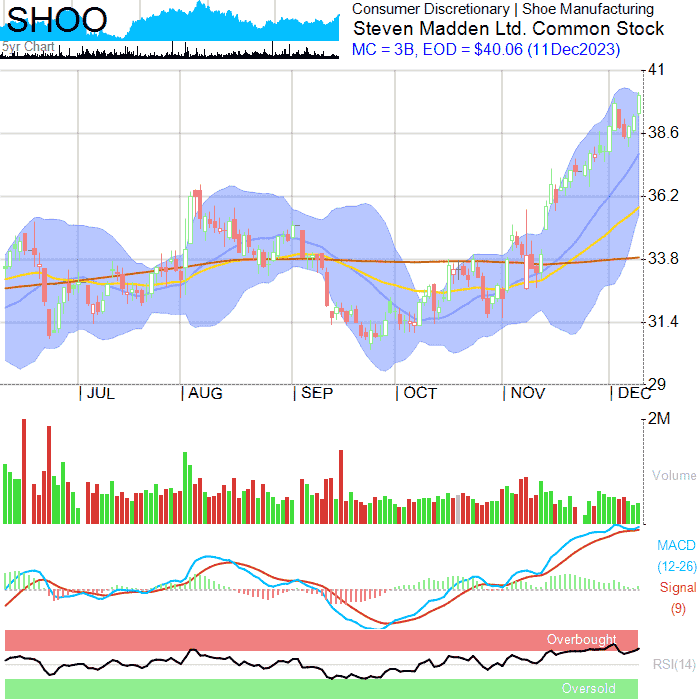 SHOO
Consumer Discretionary | Shoe Manufacturing
Steven Madden Ltd. Common Stock
5yr Chart
MC = 3B, EOD = $40.06 (11Dec2023)
41
38.6
36.2
33.8
31.4
29
JUL AUG SEP OCT NOV DEC
2M
Volume
MACD
(12-26)
Signal
(9)
Overbought
RSI(14)
Oversold